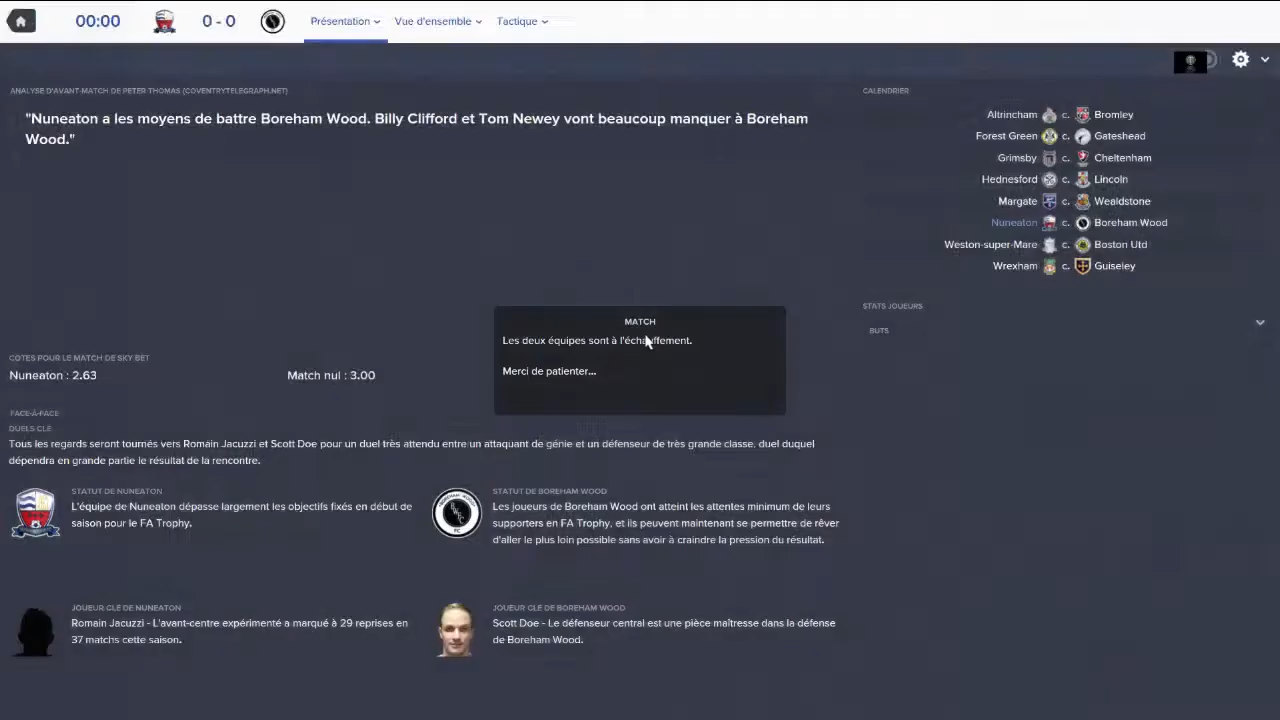 00:00
0 - 0
Présentation
Vue d'ensemble
Tactique
ANALYSE D'AVANT-MATCH DE PETER THOMAS (COVENTRYTELEGRAPH.NET)
"Nuneaton a les moyens de battre Boreham Wood. Billy Clifford et Tom Newey vont beaucoup manquer à Boreham
Wood."
CALENDRIER
Altrincham c. Bromley
Forest Green c. Gateshead
Grimsby c. Cheltenham
Hednesford c. Lincoln
Margate c. Wealdstone
Nuneaton c. Boreham Wood
Weston-super-Mare c. Boston Utd
Wrexham c. Guiseley
STATS JOUEURS
BUTS
MATCH
Les deux équipes sont à l'échauffement.
Merci de patienter...
COTES POUR LE MATCH DE SKY BET
Nuneaton : 2.63
Match nul : 3.00
FACE-À-FACE
DUELS CLÉ
Tous les regards seront tournés vers Romain Jacuzzi et Scott Doe pour un duel très attendu entre un attaquant de génie et un défenseur de très grande classe. duel duquel
dépendra en grande partie le résultat de la rencontre.
STATUT DE NUNEATON
L'équipe de Nuneaton dépasse largement les objectifs fixés en début de
saison pour le FA Trophy.
STATUT DE BOREHAM WOOD
Les joueurs de Boreham Wood ont atteint les attentes minimum de leurs
supporters en FA Trophy, et ils peuvent maintenant se permettre de rêver
d'aller le plus loin possible sans avoir à craindre la pression du résultat.
JOUEUR CLÉ DE NUNEATON
Romain Jacuzzi - L'avant-centre expérimenté a marqué à 29 reprises en
37 matchs cette saison.
JOUEUR CLÉ DE BOREHAM WOOD
Scott Doe - Le défenseur central est une pièce maîtresse dans la défense
de Boreham Wood.